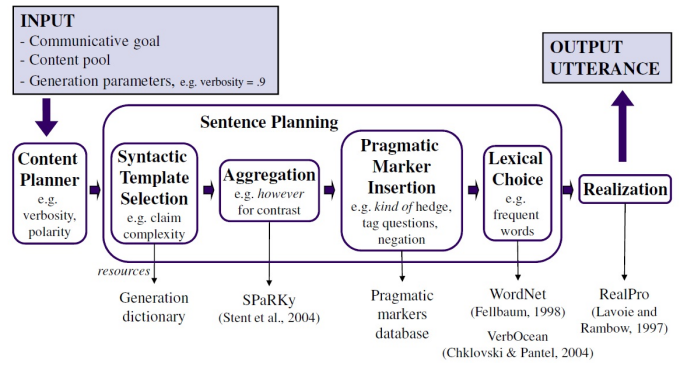 INPUT
- Communicative goal
- Content pool
- Generation parameters, e.g. verbosity = .9
OUTPUT
UTTERANCE
Sentence Planning
Content
Planner
e.g.
verbosity,
polarity
Syntactic
Template
Selection
e.g. claim
complexity
Aggregation
e.g. however
for contrast
Pragmatic
Marker
Insertion
e.g. kind of hedge,
tag questions,
negation
Lexical
Choice
e.g.
frequent
words
Realization
resources
Generation
dictionary
SPaRKy
(Stent et al., 2004)
Pragmatic
markers
database
WordNet
(Fellbaum, 1998)
VerbOcean
(Chklovski & Pantel, 2004)
RealPro
(Lavoie and
Rambow, 1997)